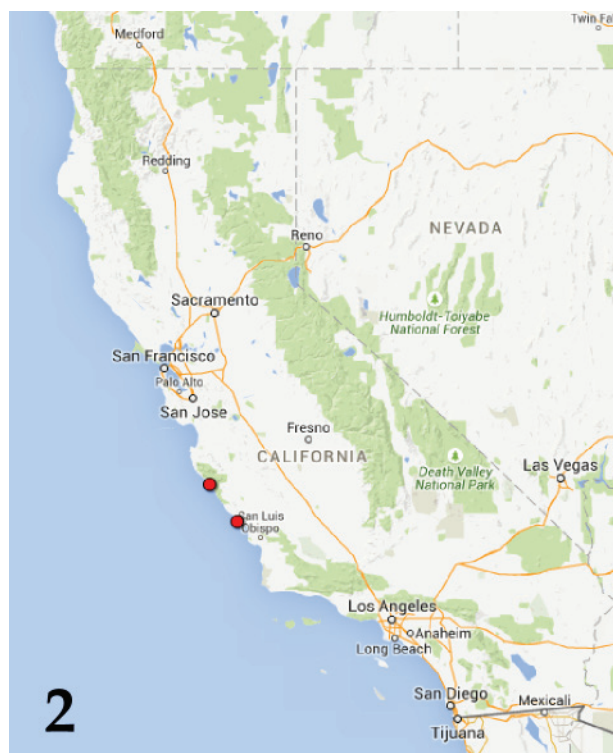 Medford
Twin Fal
Redding
Reno
NEVADA
Sacramento
Humboldt-Toiyabe
National Forest
San Francisco
Palo Alto
San Jose
Fresno
CALIFORNIA
Death Valley
National Park
Las Vegas
San Luis
Obispo
Los Angeles
Anaheim
Long Beach
San Diego
Mexicali
Tijuana
2